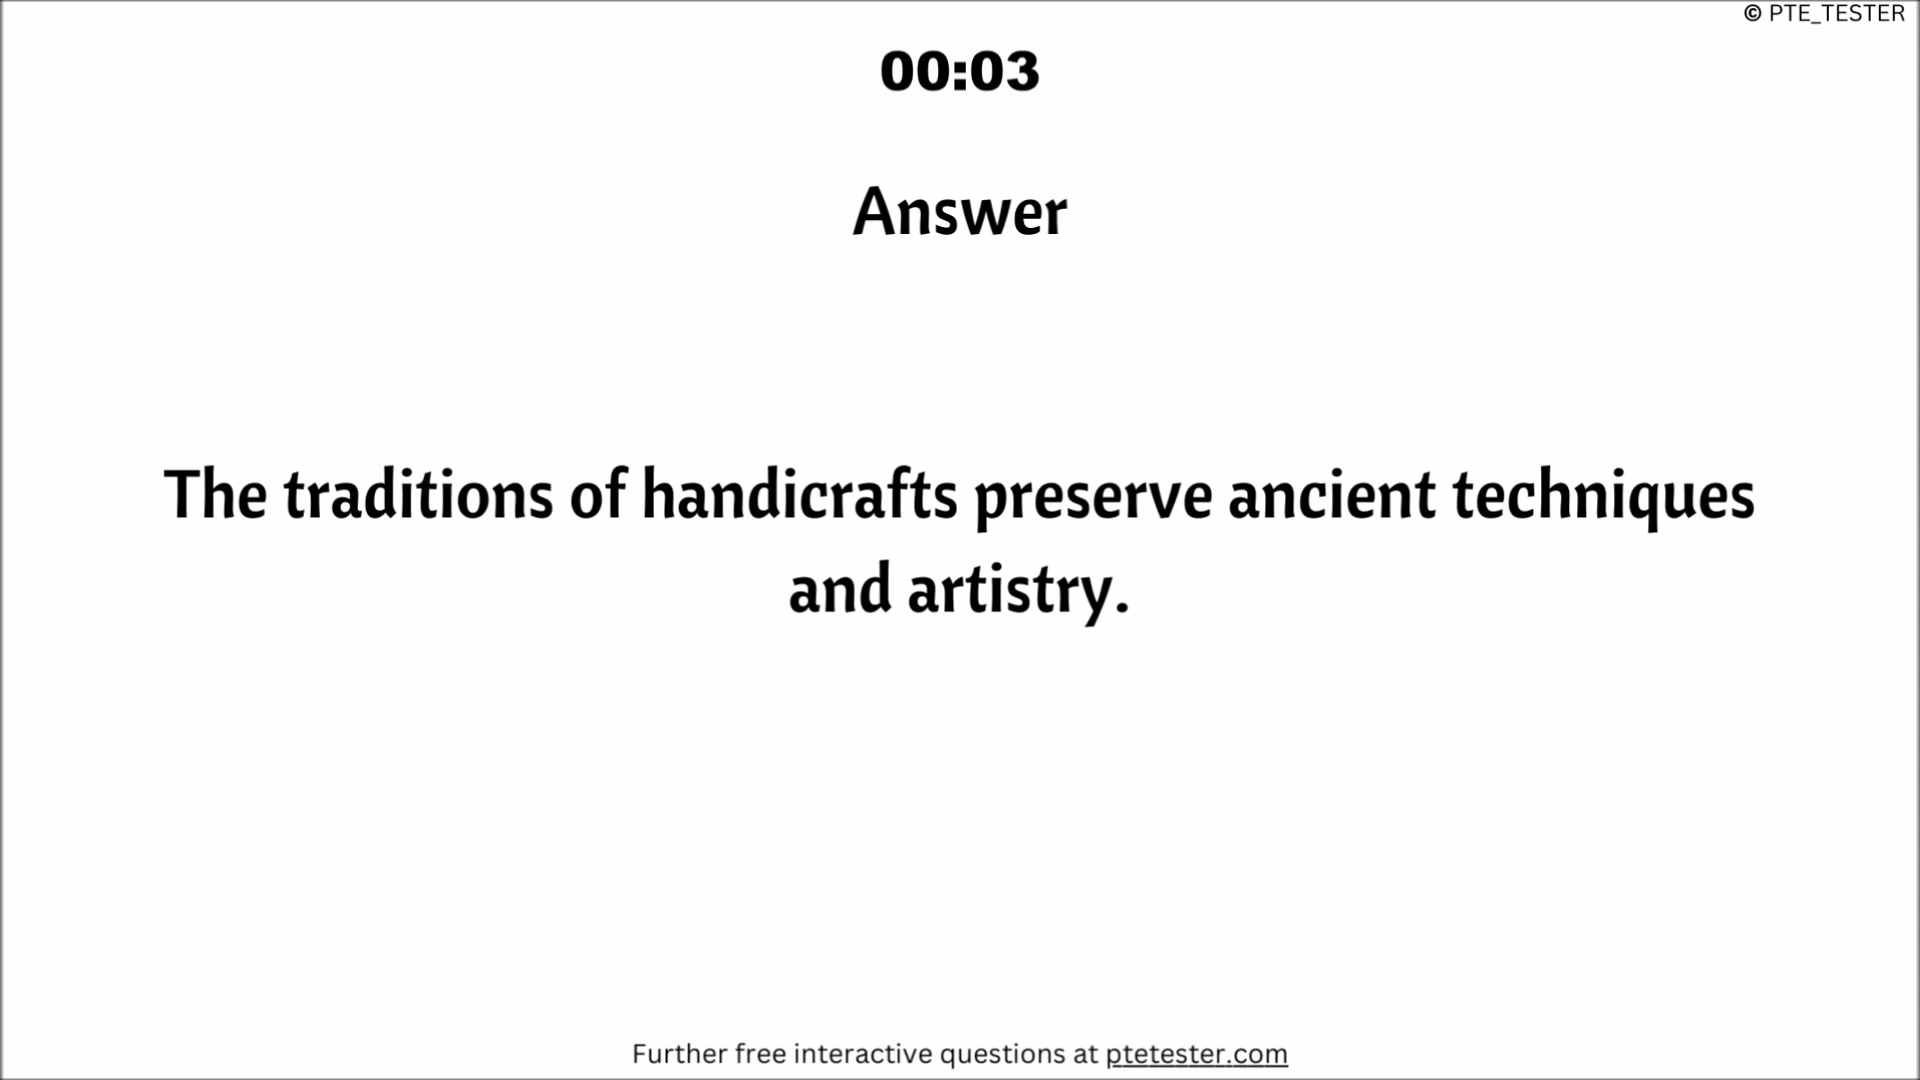 © PTE_TESTER
00:03
Answer
The traditions of handicrafts preserve ancient techniques
and artistry.
Further free interactive questions at ptetester.com